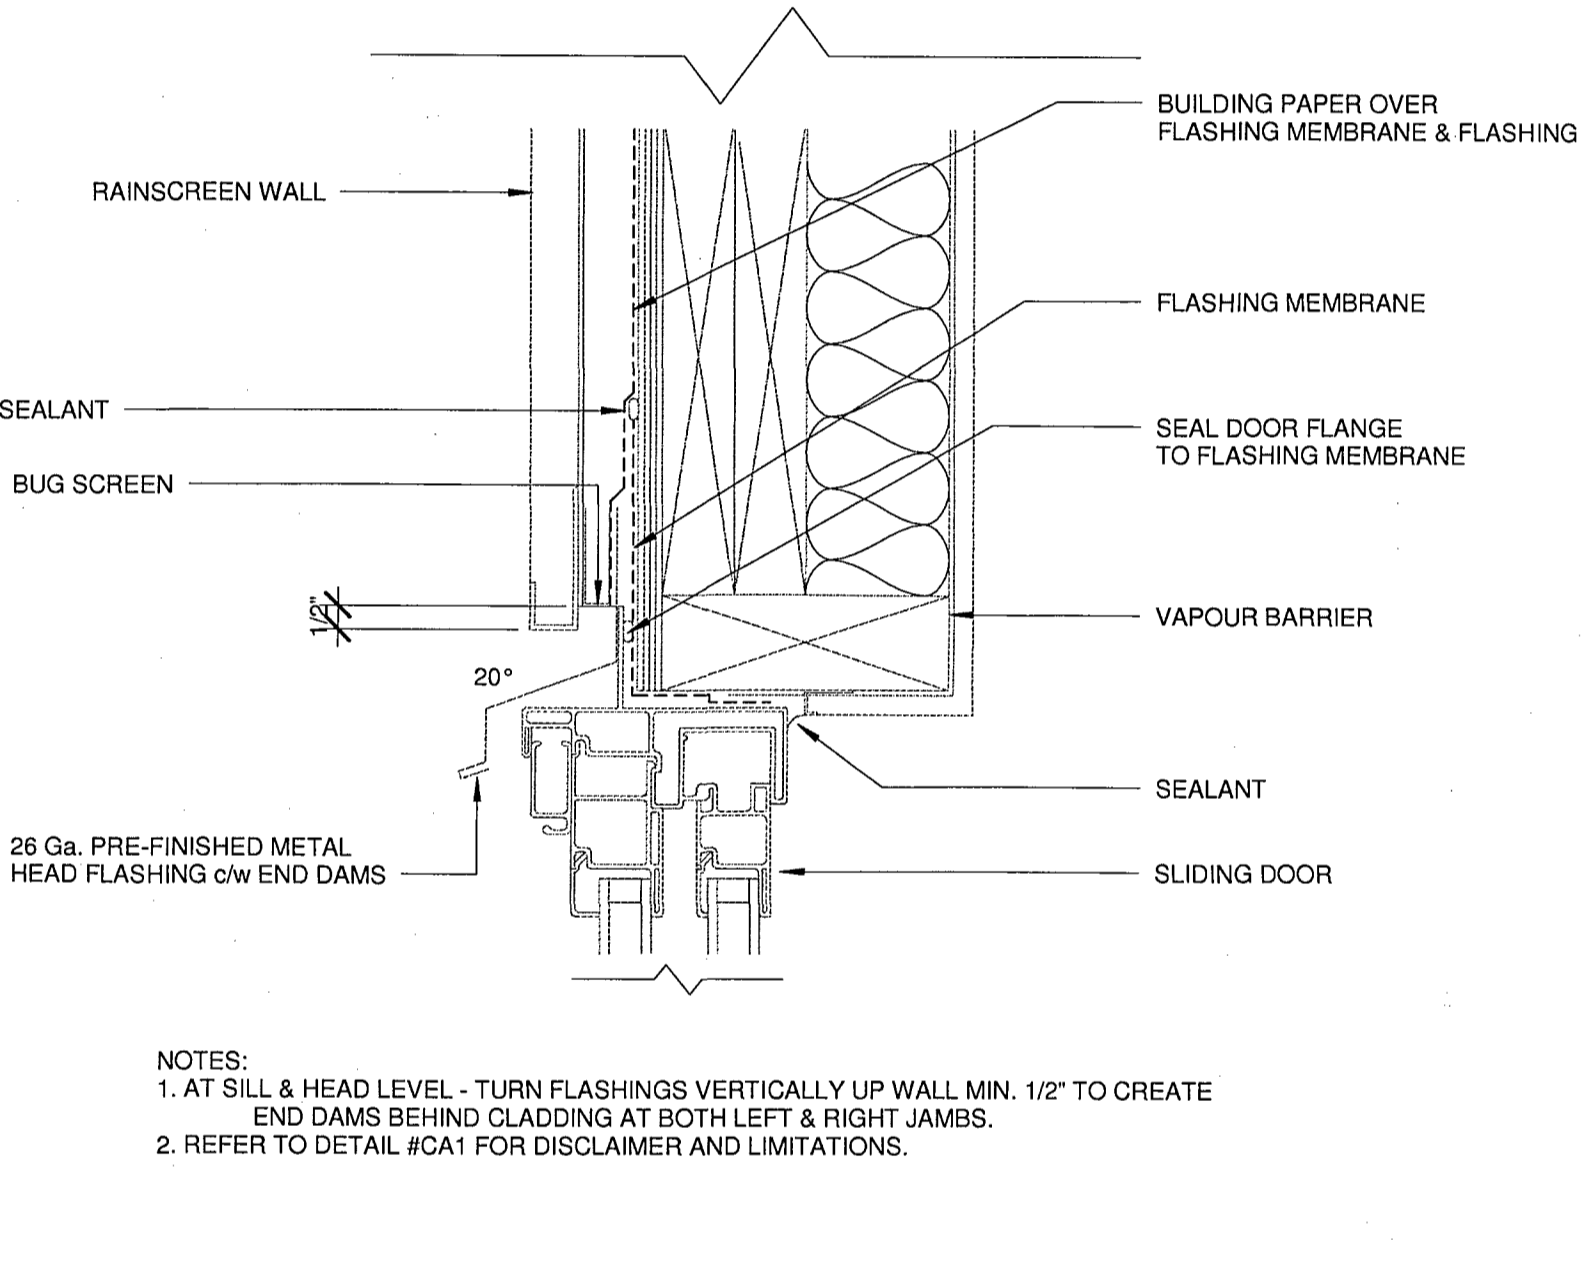 BUILDING PAPER OVER
FLASHING MEMBRANE & FLASHING
RAINSCREEN WALL
FLASHING MEMBRANE
SEALANT
SEAL DOOR FLANGE
TO FLASHING MEMBRANE
BUG SCREEN
1/2"
VAPOUR BARRIER
20°
SEALANT
26 Ga. PRE-FINISHED METAL
HEAD FLASHING c/w END DAMS
SLIDING DOOR
NOTES:
1. AT SILL & HEAD LEVEL - TURN FLASHINGS VERTICALLY UP WALL MIN. 1/2" TO CREATE
END DAMS BEHIND CLADDING AT BOTH LEFT & RIGHT JAMBS.
2. REFER TO DETAIL #CA1 FOR DISCLAIMER AND LIMITATIONS.